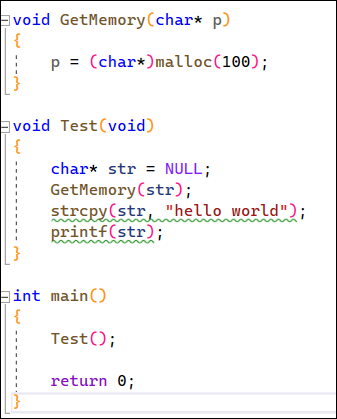 void GetMemory(char* p)
{
    p = (char*)malloc(100);
}
void Test(void)
{
    char* str = NULL;
    GetMemory(str);
    strcpy(str, "hello world");
    printf(str);
}
int main()
{
    Test();
    return 0;
}